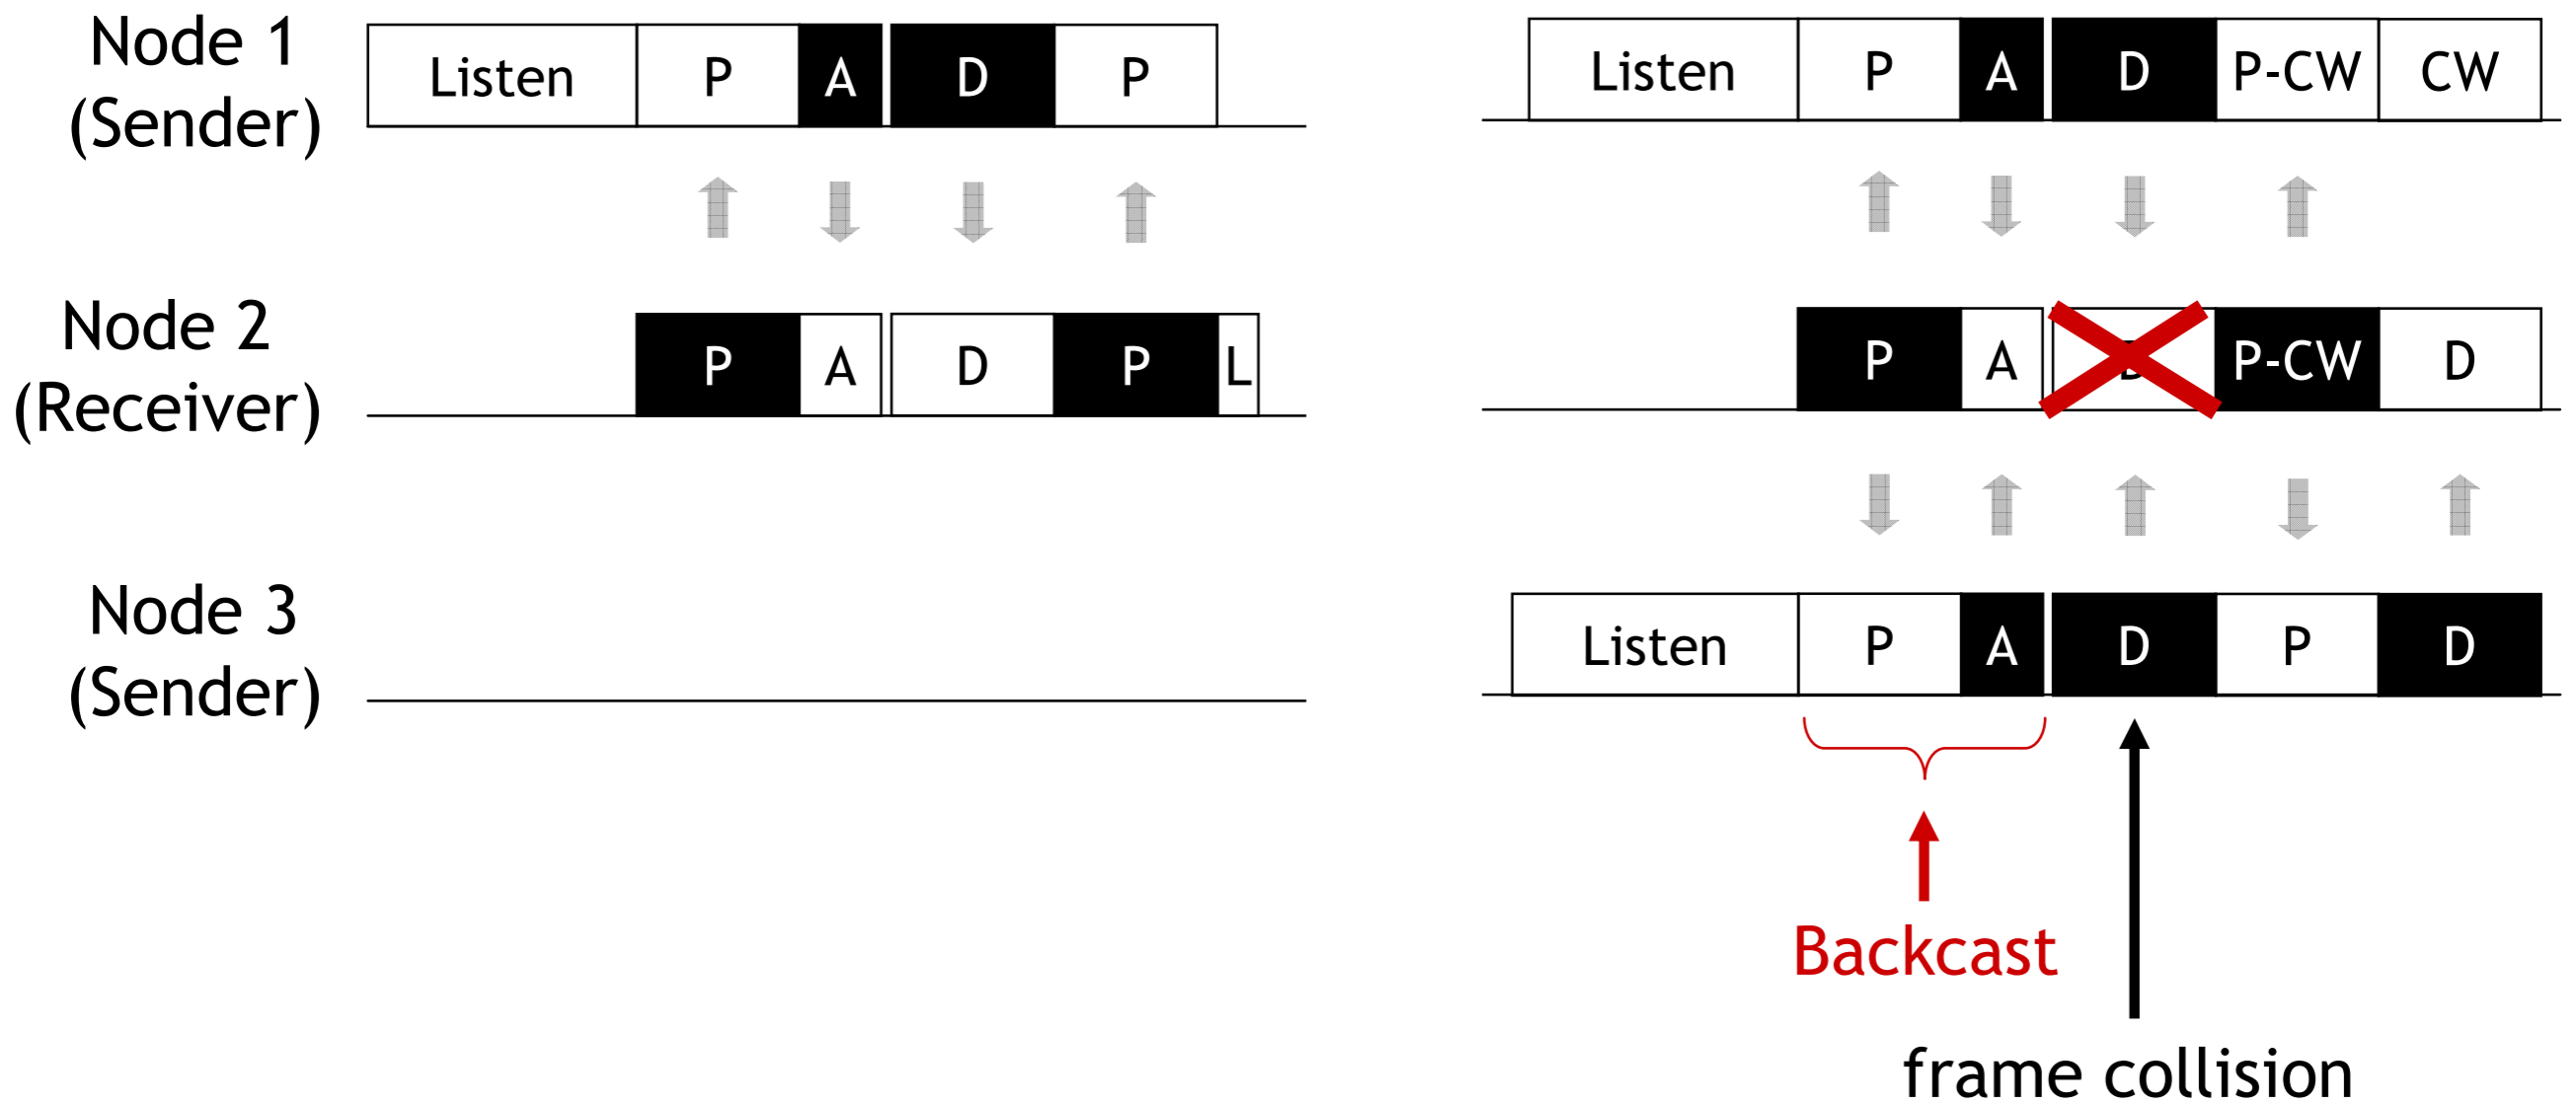 Node 1
(Sender)
Listen P A D P
Listen P A D P-CW CW
Node 2
(Receiver)
P A D P L
P A D P-CW D
Node 3
(Sender)
Listen P A D P D
Backcast
frame collision